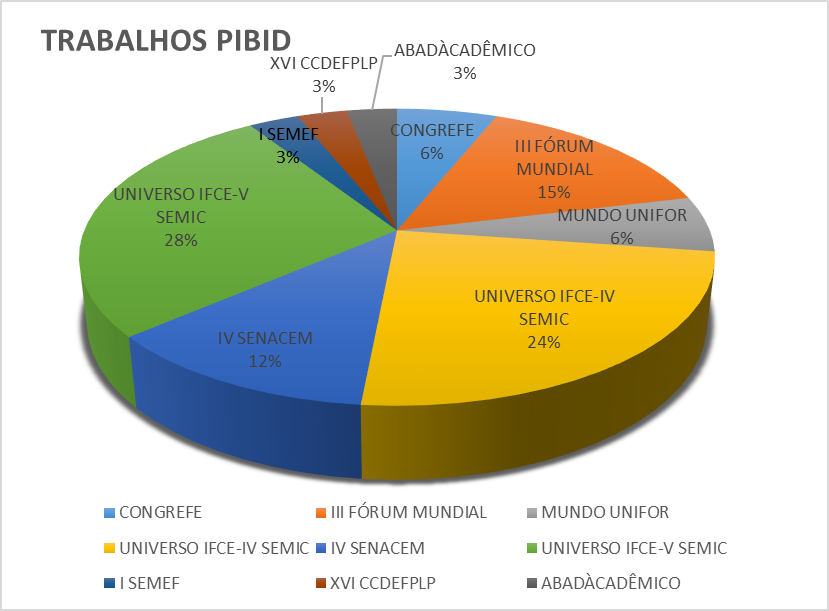 TRABALHOS PIBID
XVI CCDEFPLP
3%
ABADÀCADÊMICO
3%
I SEMEF
3%
CONGREFE
6%
III FÓRUM
MUNDIAL
15%
MUNDO UNIFOR
6%
UNIVERSO IFCE-V
SEMIC
28%
UNIVERSO IFCE-IV
SEMIC
24%
IV SENACEM
12%
CONGREFE
III FÓRUM MUNDIAL
MUNDO UNIFOR
UNIVERSO IFCE-IV SEMIC
IV SENACEM
UNIVERSO IFCE-V SEMIC
I SEMEF
XVI CCDEFPLP
ABADÀCADÊMICO